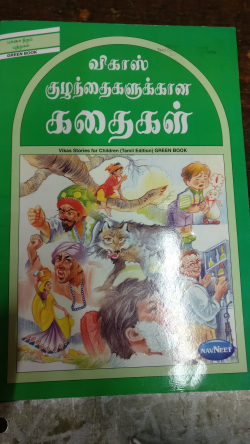 GREEN BOOK
விகாஸ்
குழந்தைகளுக்கான
கதைகள்
Vikas Stories for Children (Tamil Edition) GREEN BOOK
NAVNEET